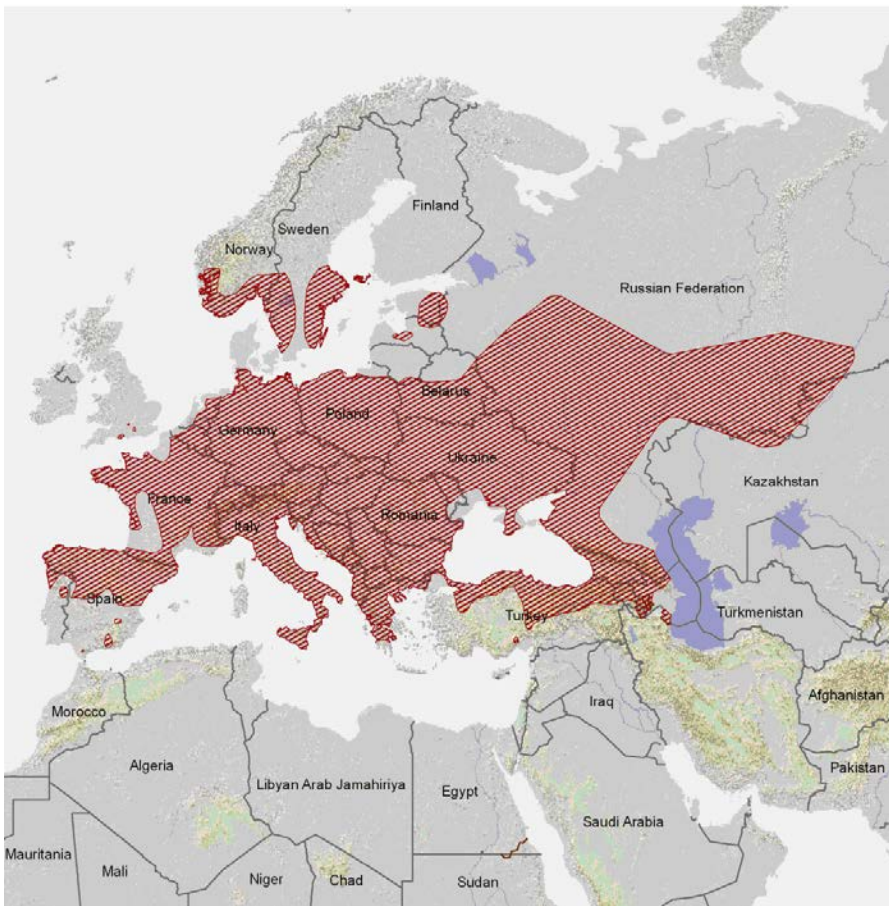 Finland
Sweden
Norway
Russian Federation
Belarus
Poland
Germany
Ukraine
Kazakhstan
France
Romania
Italy
Spain
Turkey
Turkmenistan
Afghanistan
Iraq
Morocco
Pakistan
Algeria
Libyan Arab Jamahiriya
Egypt
Saudi Arabia
Mauritania
Mali
Niger
Chad
Sudan